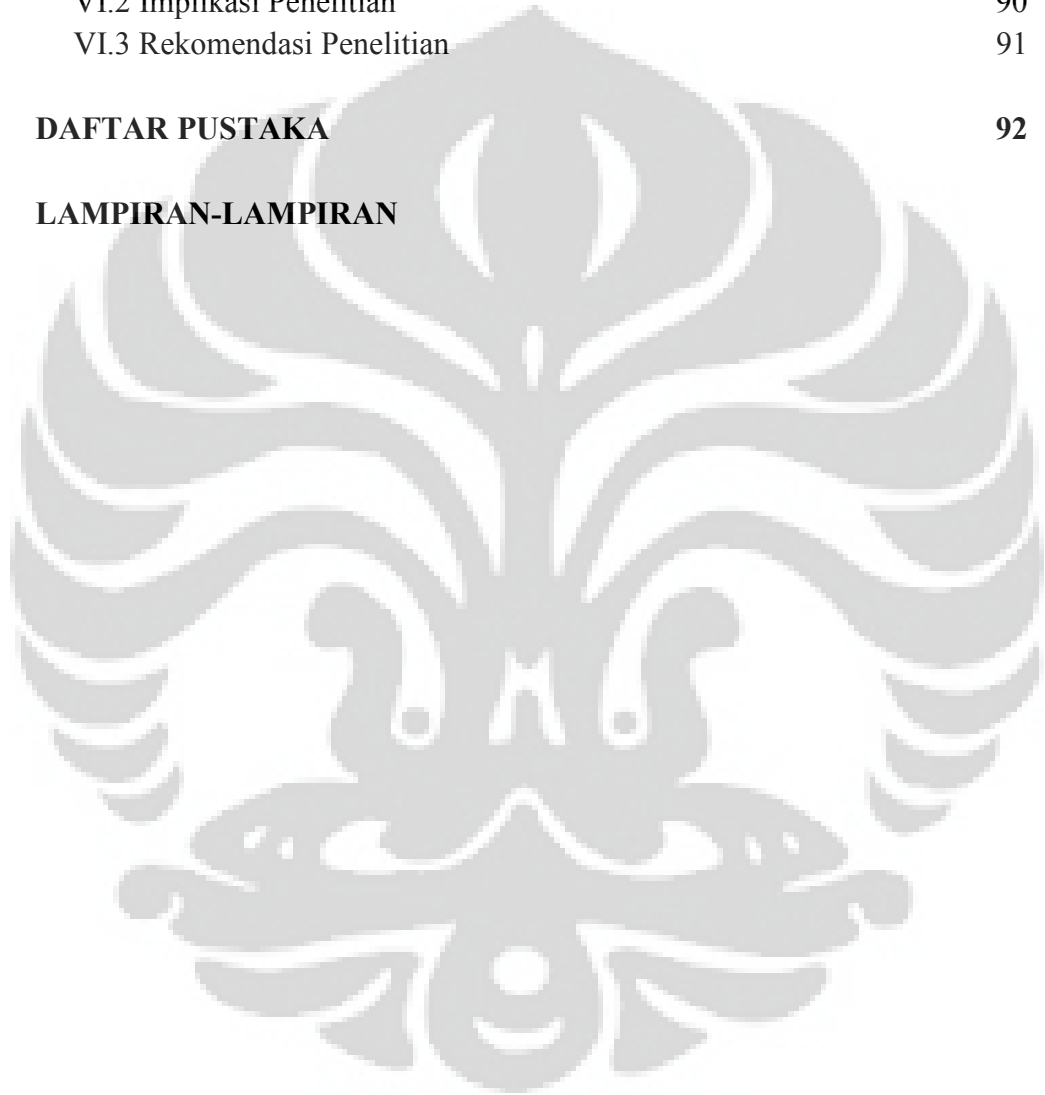 VI.2 Implikasi Penelitian 90
VI.3 Rekomendasi Penelitian 91
DAFTAR PUSTAKA 92
LAMPIRAN-LAMPIRAN